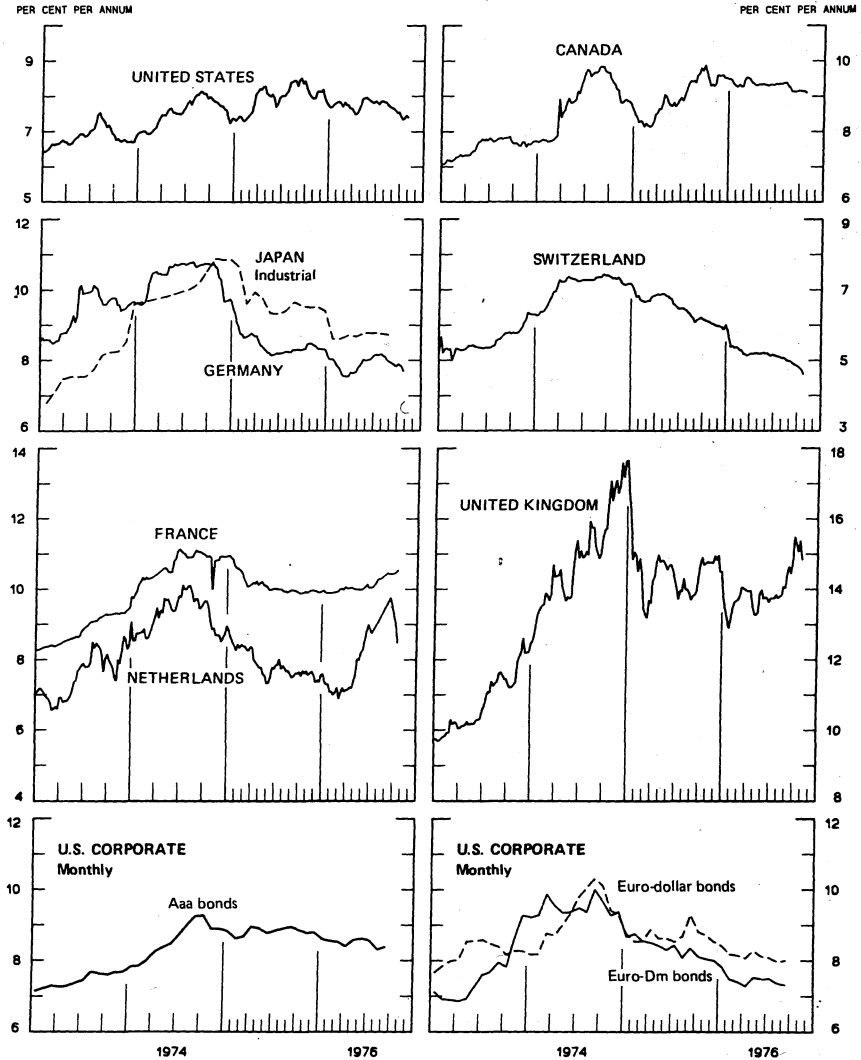 PER CENT PER ANNUM
PER CENT PER ANNUM
9
7
5
UNITED STATES
10
8
6
CANADA
12
10
8
6
JAPAN
Industrial
GERMANY
9
7
5
3
SWITZERLAND
14
12
10
8
6
4
FRANCE
NETHERLANDS
18
16
14
12
10
8
UNITED KINGDOM
12
10
8
6
U.S. CORPORATE
Monthly
Aaa bonds
1974
1976
12
10
8
6
U.S. CORPORATE
Monthly
Euro-dollar bonds
Euro-Dm bonds
1974
1976